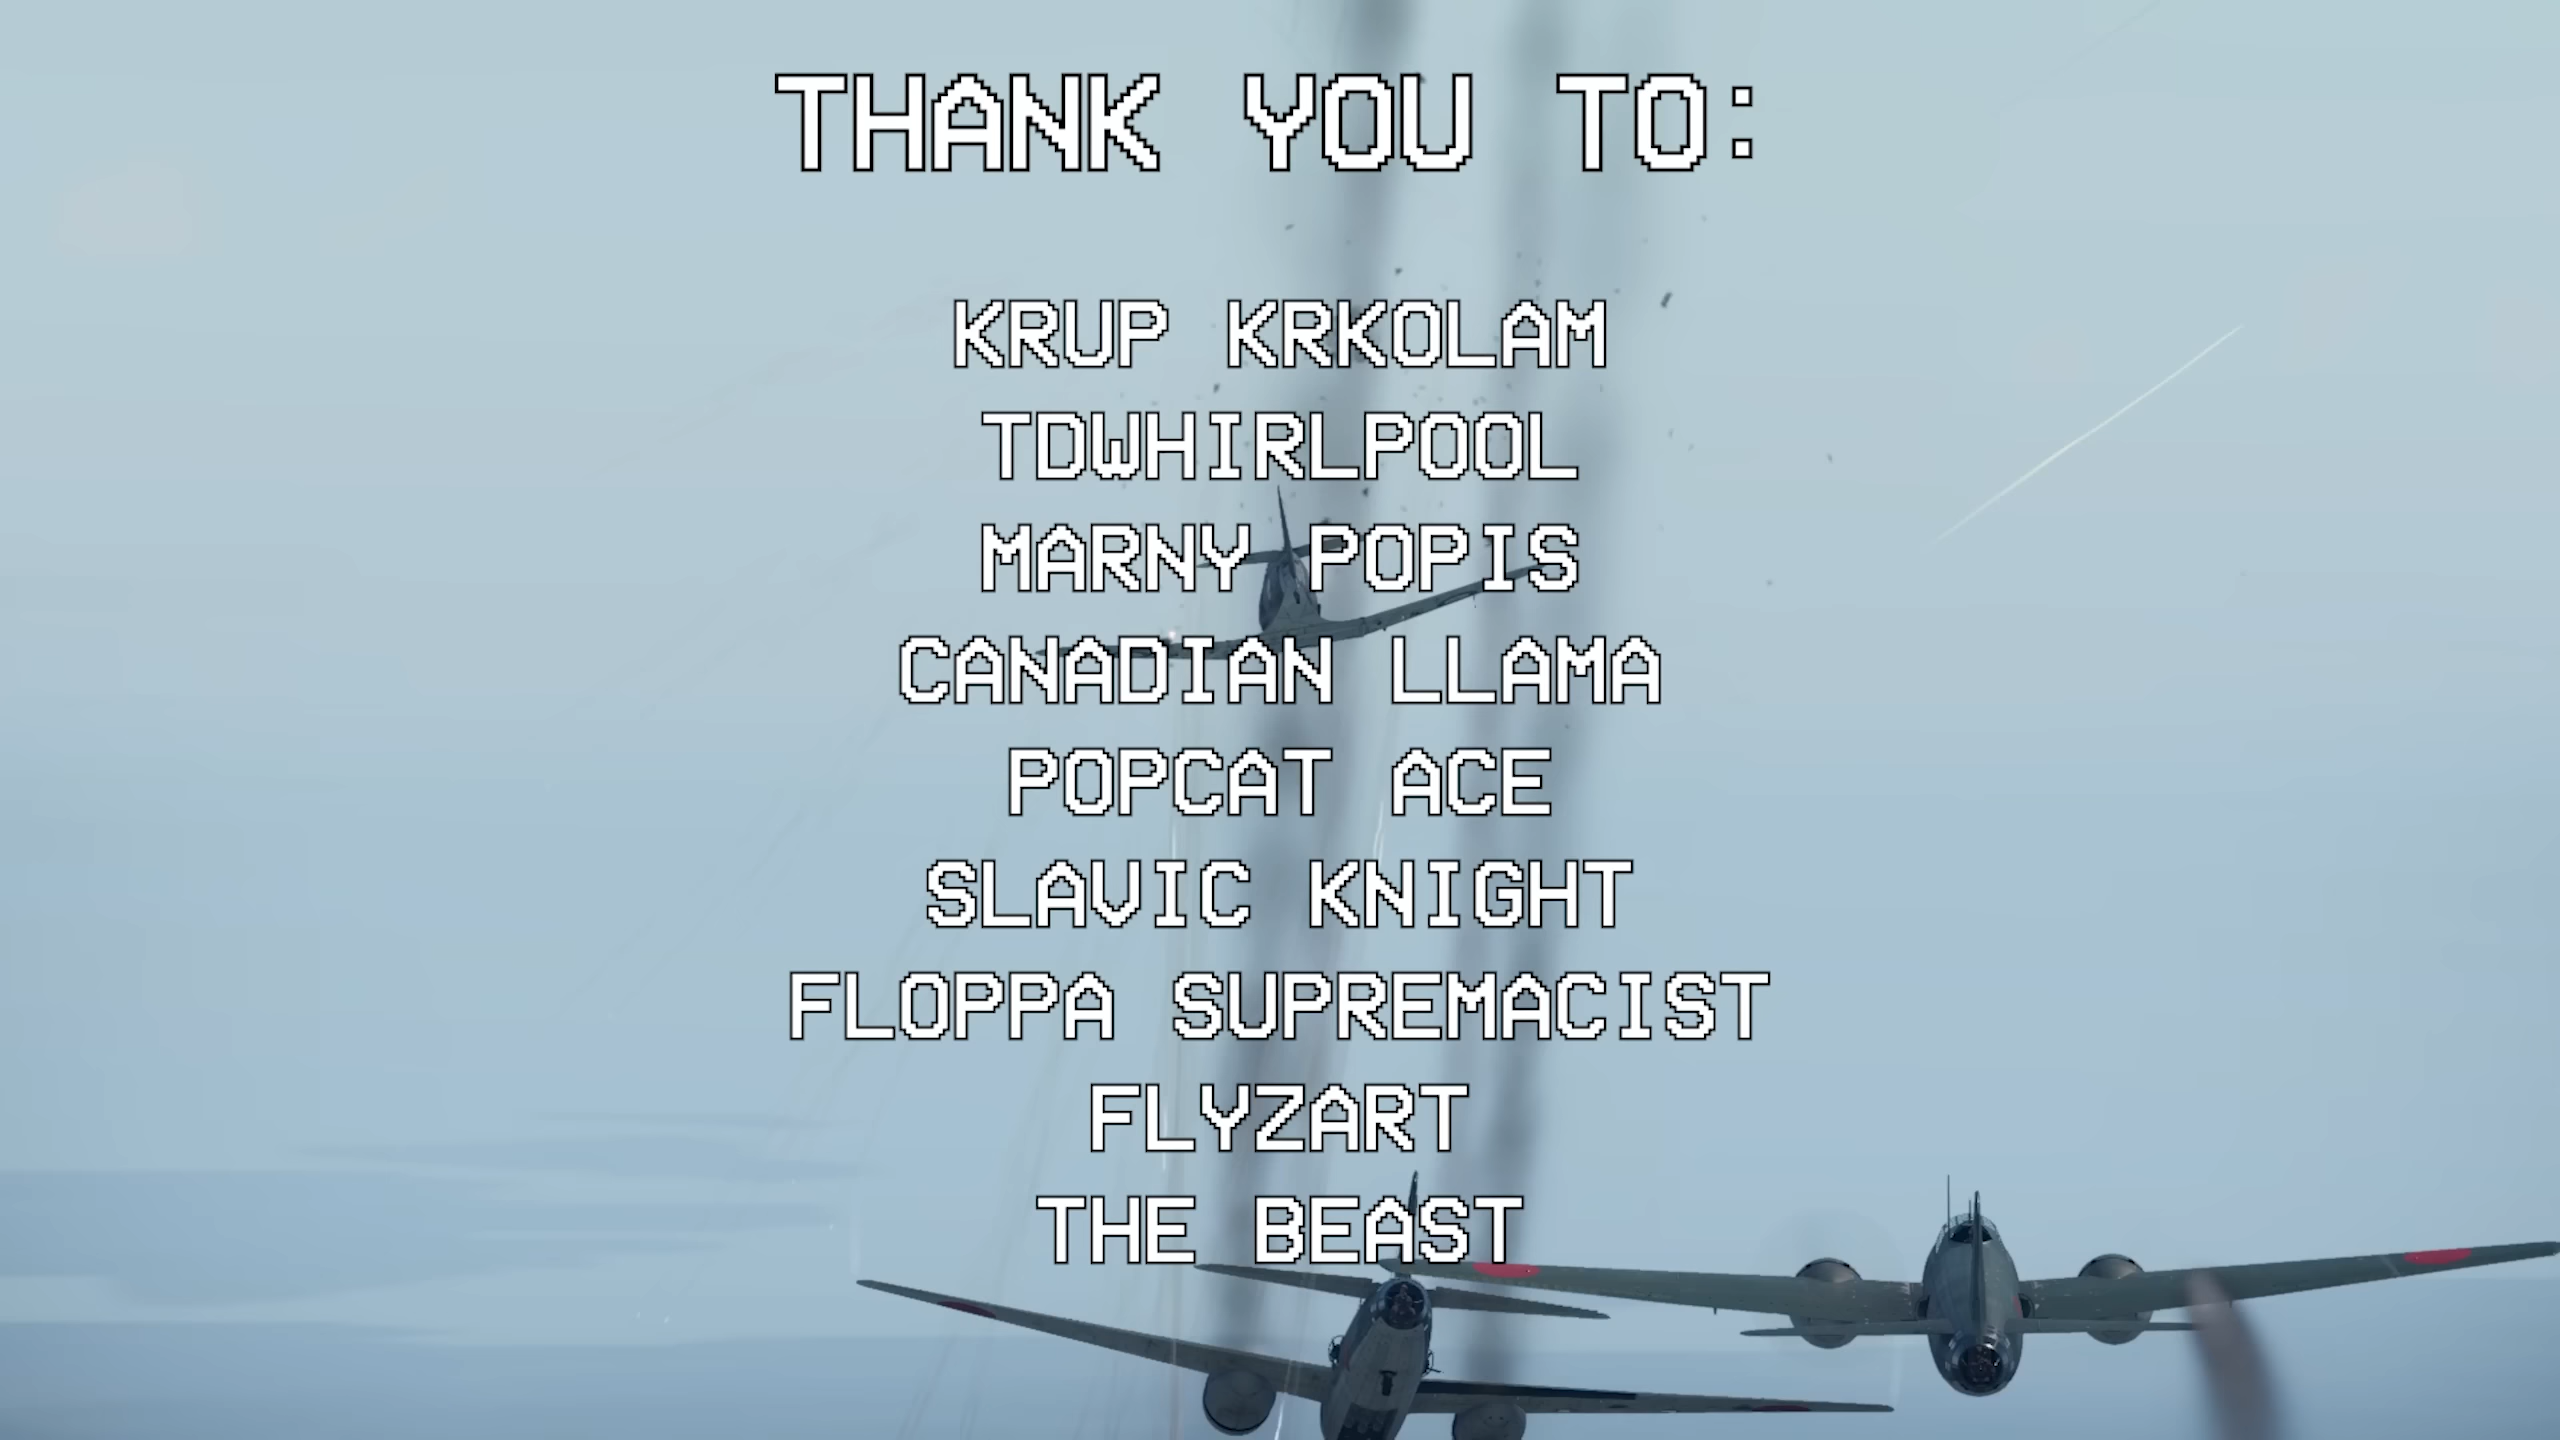 THANK YOU TO:
KRUP KRKOLAM
TDWHIRLPOOL
MARNY POPIS
CANADIAN LLAMA
POPCAT ACE
SLAVIC KNIGHT
FLOPPA SUPREMACIST
FLYZART
THE BEAST